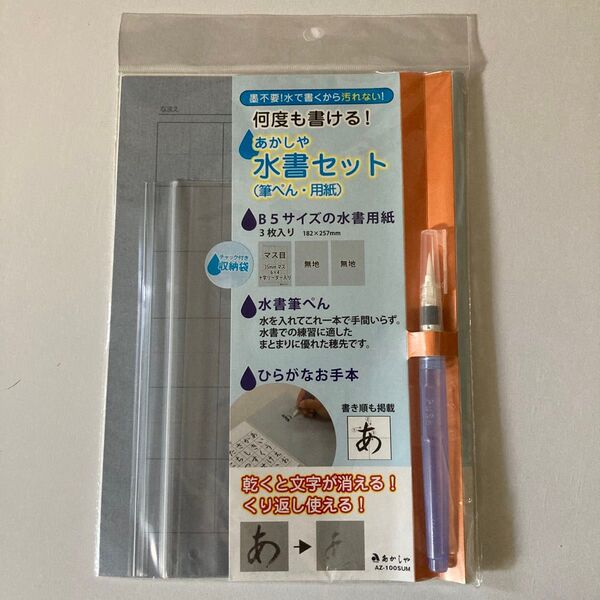 なまえ
墨不要!水で書くから汚れない!
何度も書ける!
あかしや
水書セット
(筆ぺん・用紙)
B5サイズの水書用紙
3枚入り 182×257mm
チャック付き
収納袋
マス目
無地
無地
水書筆ぺん
水を入れてこれ一本で手間いらず。
水書での練習に適した
まとまりに優れた穂先です。
ひらがなお手本
書き順も掲載
あ
乾くと文字が消える!
くり返し使える!
あ
あかしや
AZ-100SUM